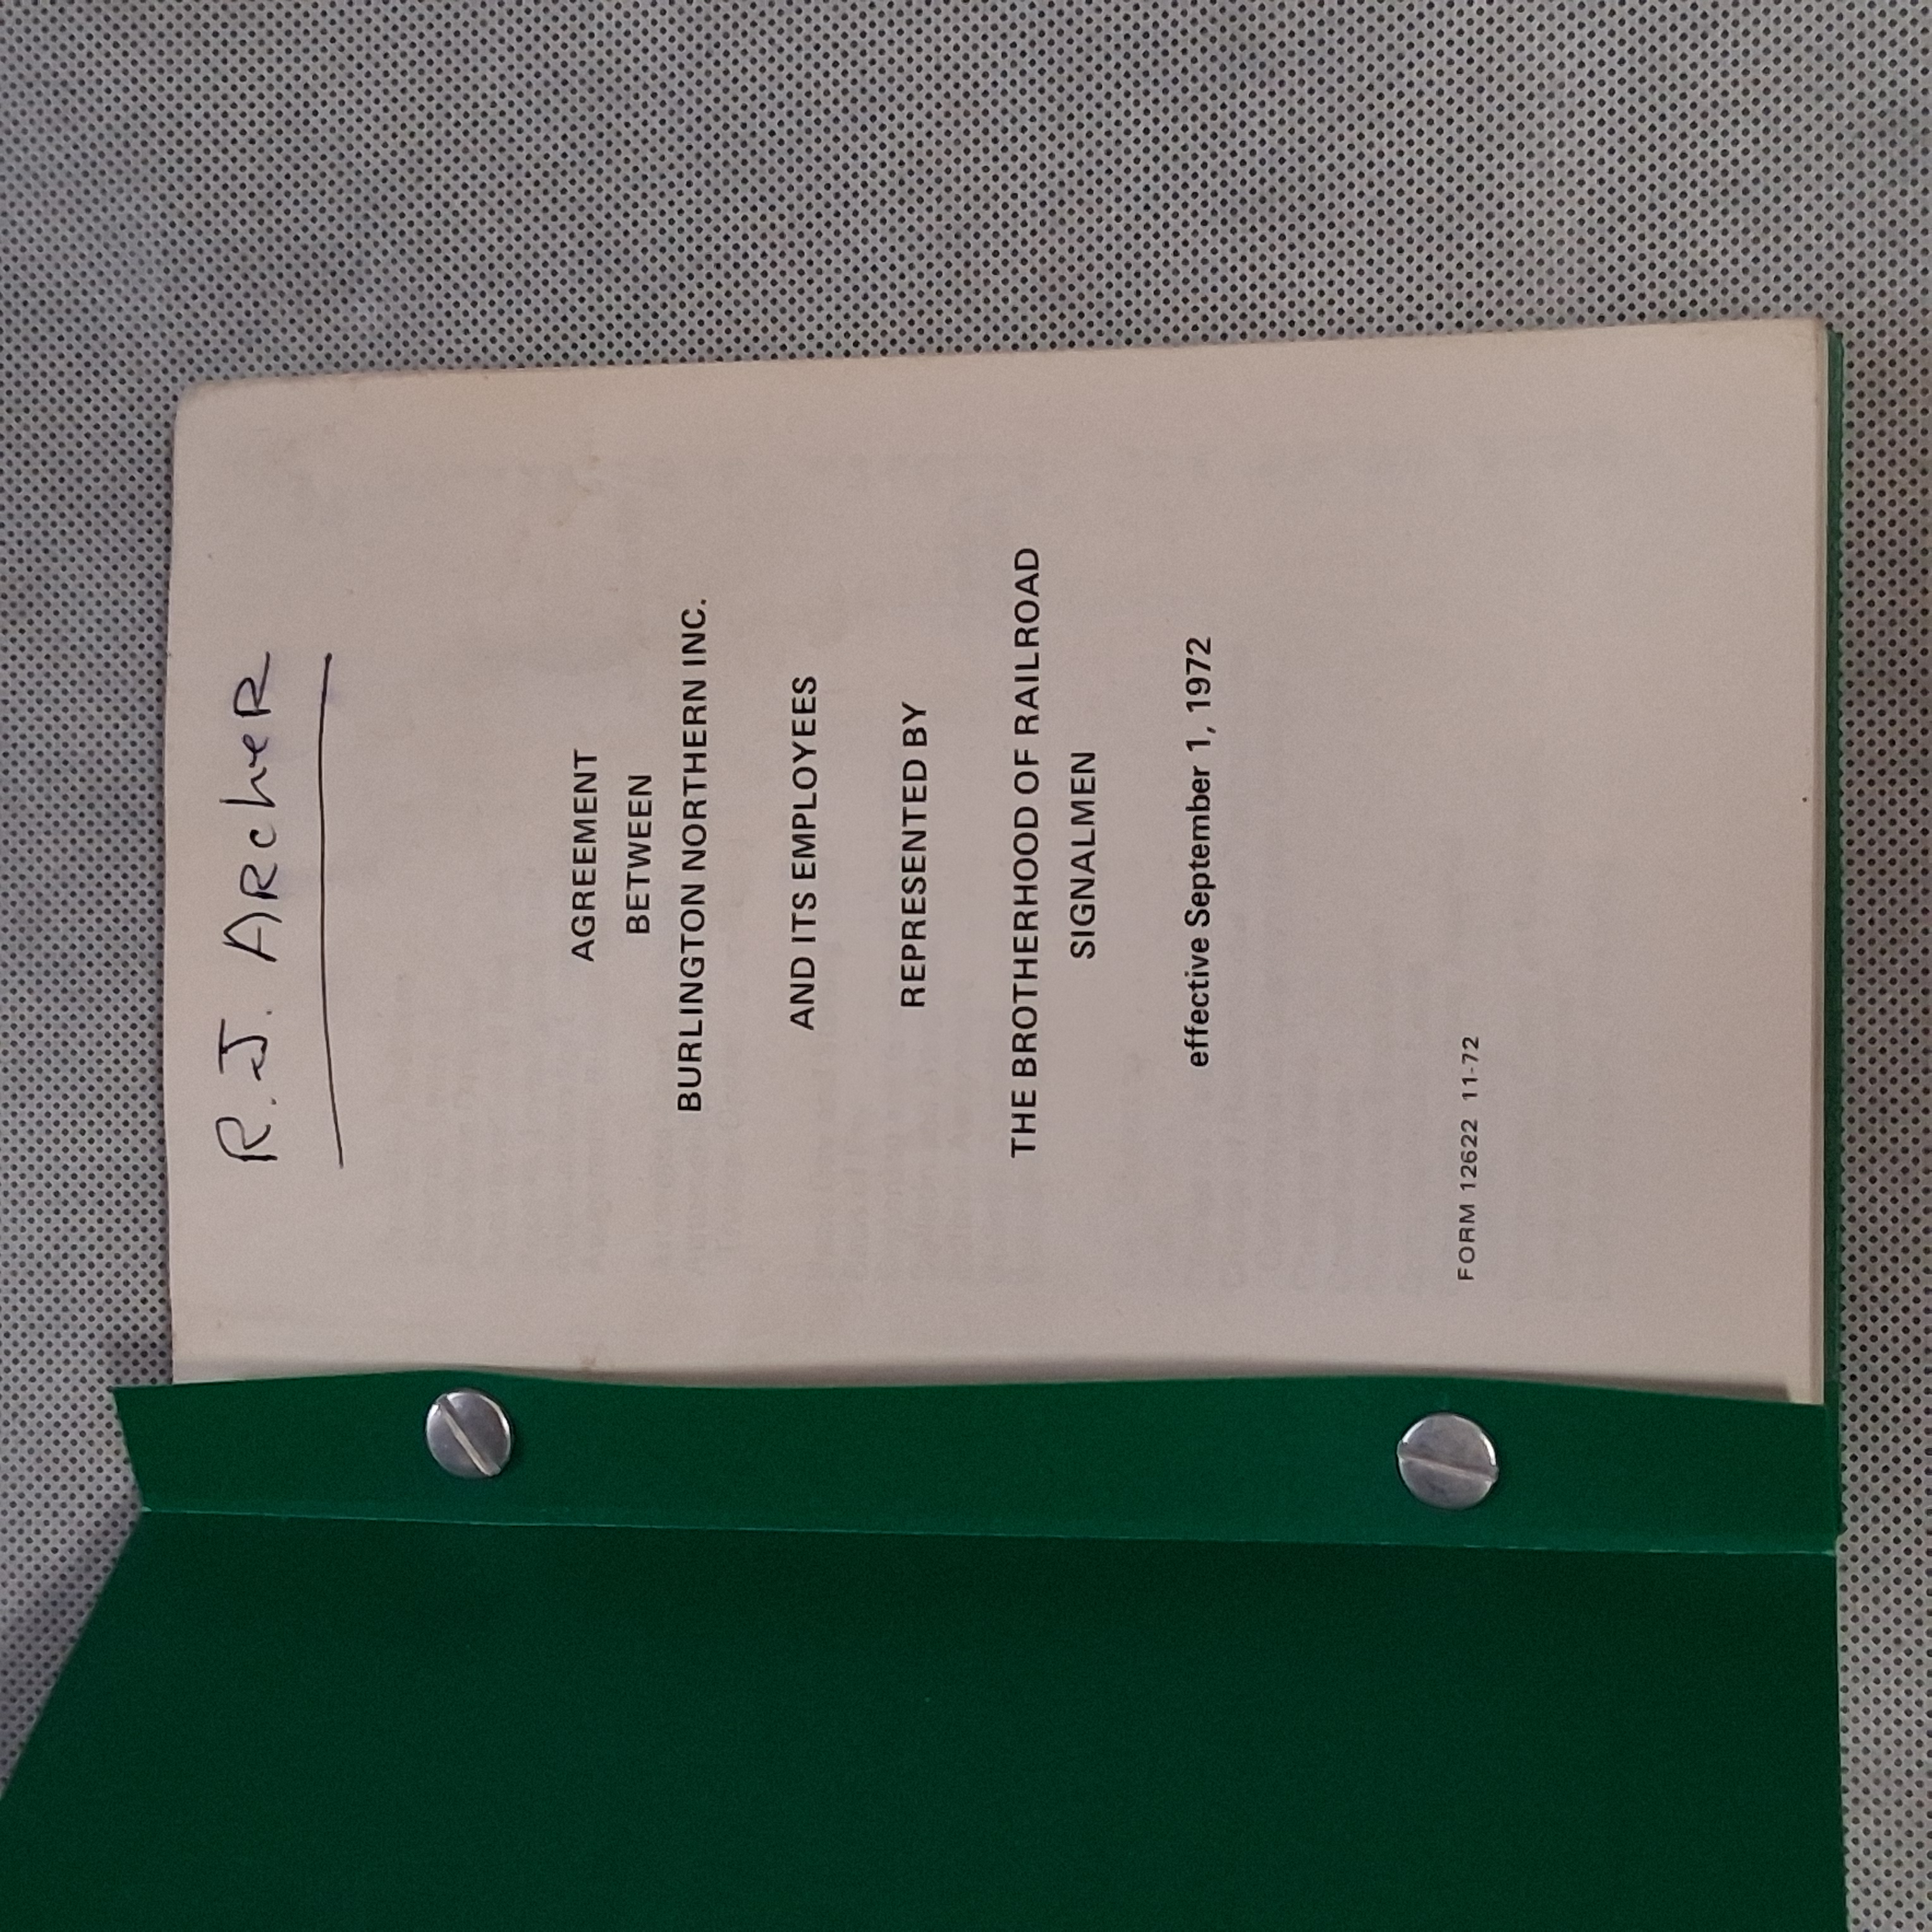 R.J. ARcheR
AGREEMENT
BETWEEN
BURLINGTON NORTHERN INC.
AND ITS EMPLOYEES
REPRESENTED BY
THE BROTHERHOOD OF RAILROAD
SIGNALMEN
effective September 1, 1972
FORM 12622 11-72